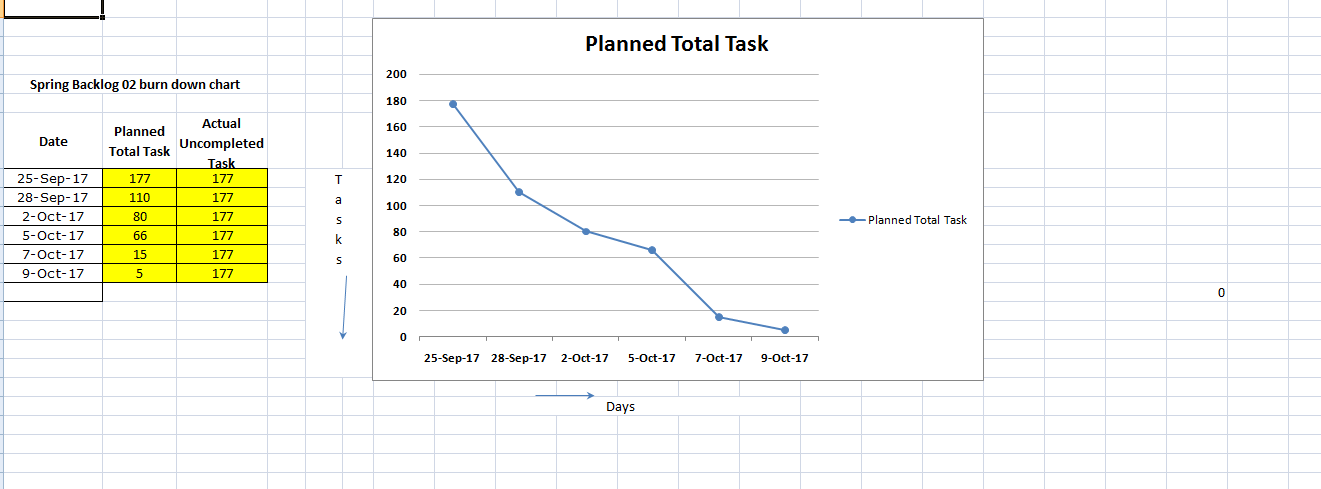 Spring Backlog 02 burn down chart
Date
Planned
Total Task
Actual
Uncompleted
Task
25-Sep-17 177 177
28-Sep-17 110 177
2-Oct-17 80 177
5-Oct-17 66 177
7-Oct-17 15 177
9-Oct-17 5 177
T
a
s
k
s
Planned Total Task
200
180
160
140
120
100
80
60
40
20
0
25-Sep-17 28-Sep-17 2-Oct-17 5-Oct-17 7-Oct-17 9-Oct-17
Planned Total Task
Days
0